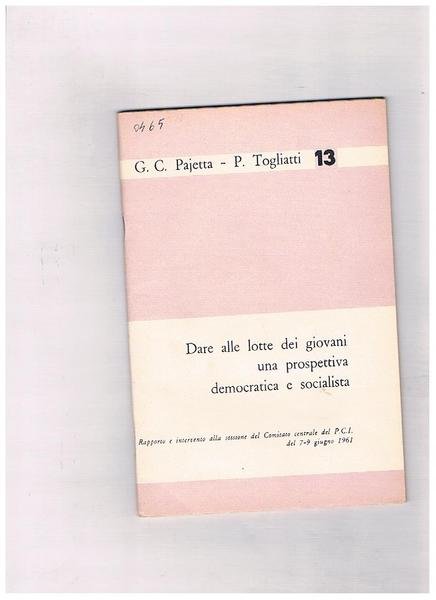 0465
G. C. Pajetta - P. Togliatti 13
Dare alle lotte dei giovani
una prospettiva
democratica e socialista
Rapporto e intervento alla sessione del Comitato centrale del P.C.I.
del 7-9 giugno 1961